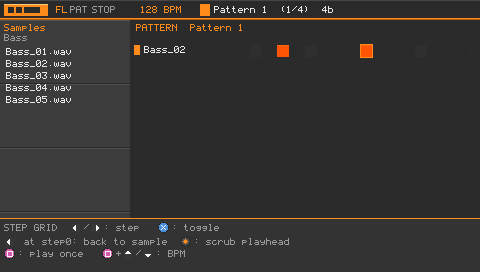 FL PAT STOP 128 BPM Pattern 1 (1/4) 4b
Samples
Bass
Bass_01.wav
Bass_02.wav
Bass_03.wav
Bass_04.wav
Bass_05.wav
PATTERN Pattern 1
Bass_02
STEP GRID / : step : toggle
at step0: back to sample : scrub playhead
: play once + / : BPM